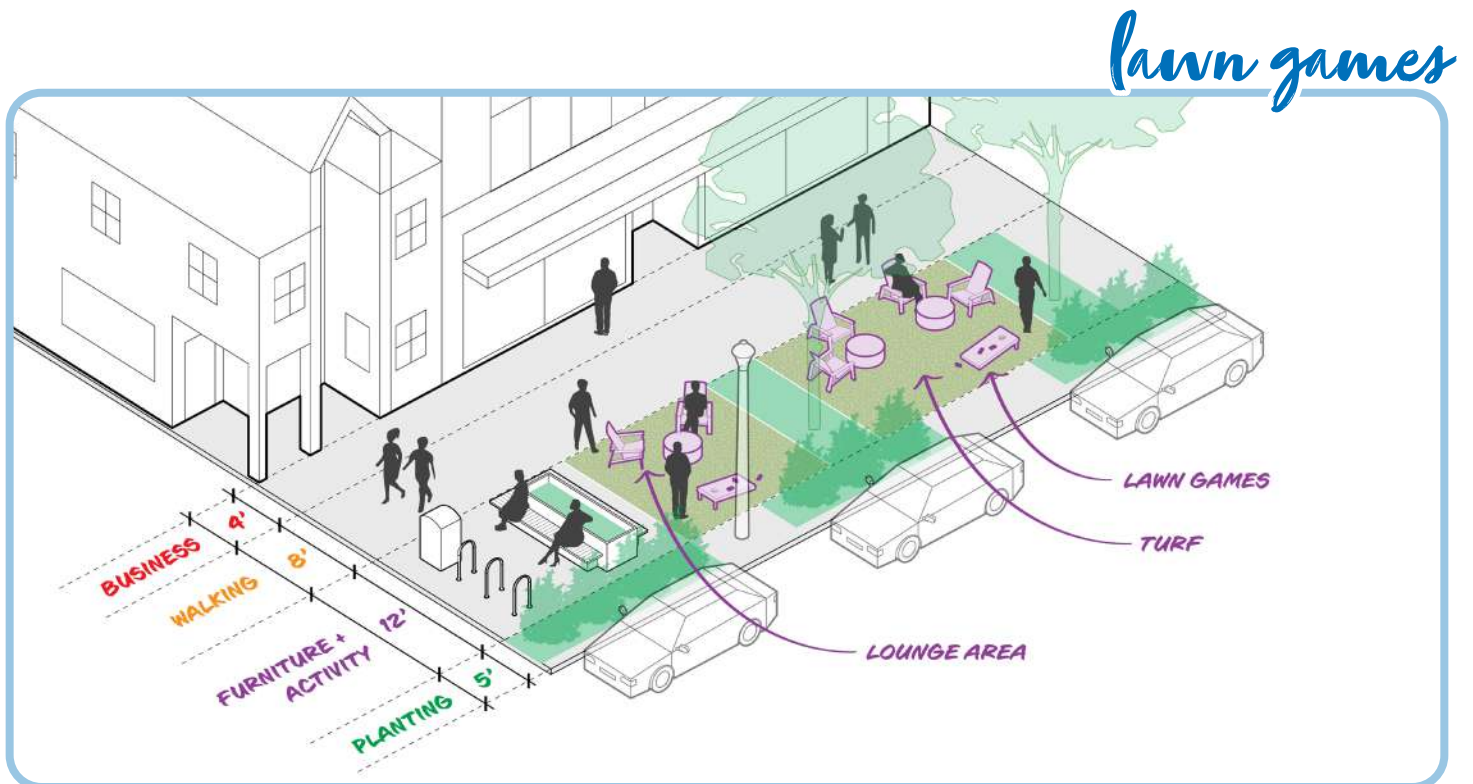 lawn games
LAWN GAMES
TURF
LOUNGE AREA
BUSINESS 4'
WALKING 8'
FURNITURE +
ACTIVITY 12'
PLANTING 5'